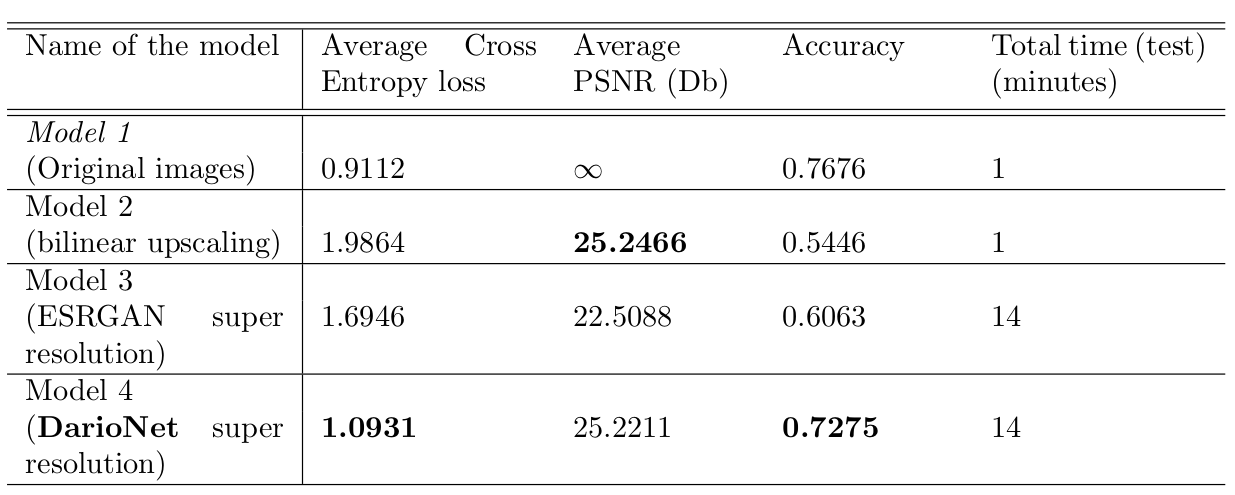 Name of the model Average Cross Average Accuracy Total time (test)
Entropy loss PSNR (Db) (minutes)
Model 1
(Original images) 0.9112 ∞ 0.7676 1
Model 2
(bilinear upscaling) 1.9864 25.2466 0.5446 1
Model 3
(ESRGAN super 1.6946 22.5088 0.6063 14
resolution)
Model 4
(DarioNet super 1.0931 25.2211 0.7275 14
resolution)